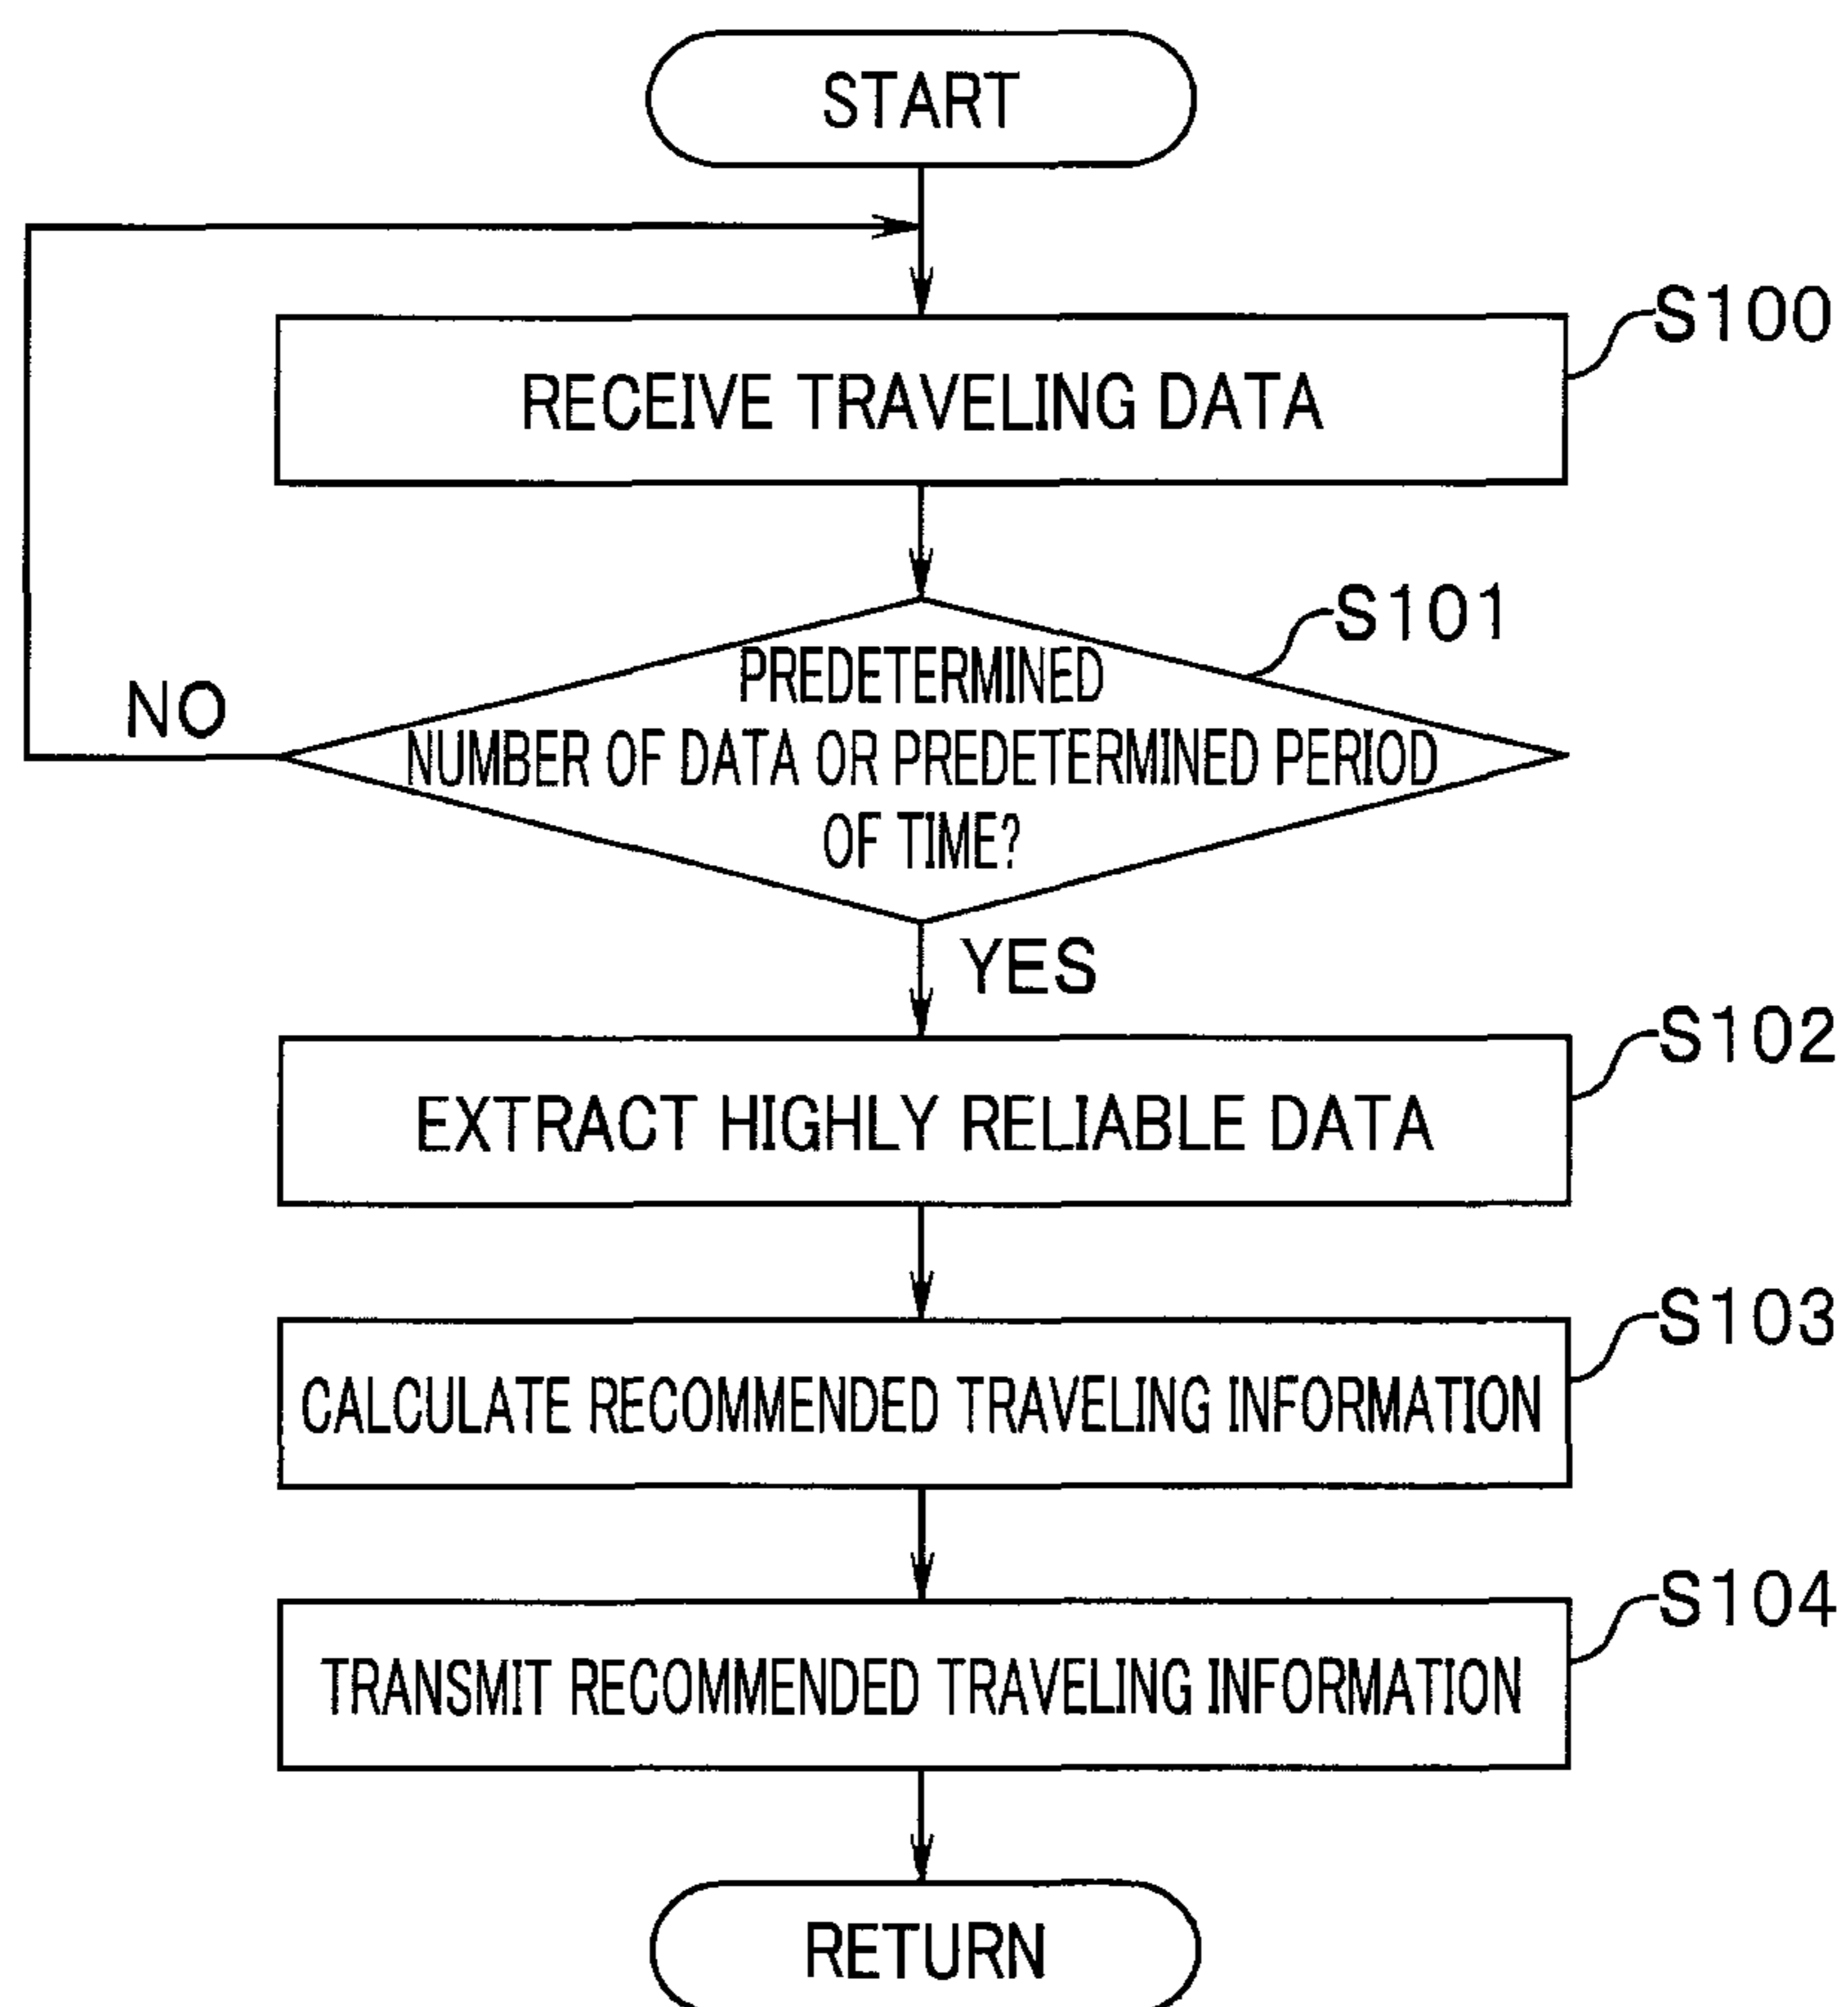 START
S100
RECEIVE TRAVELING DATA
S101
PREDETERMINED
NUMBER OF DATA OR PREDETERMINED PERIOD
OF TIME?
NO
YES
S102
EXTRACT HIGHLY RELIABLE DATA
S103
CALCULATE RECOMMENDED TRAVELING INFORMATION
S104
TRANSMIT RECOMMENDED TRAVELING INFORMATION
RETURN